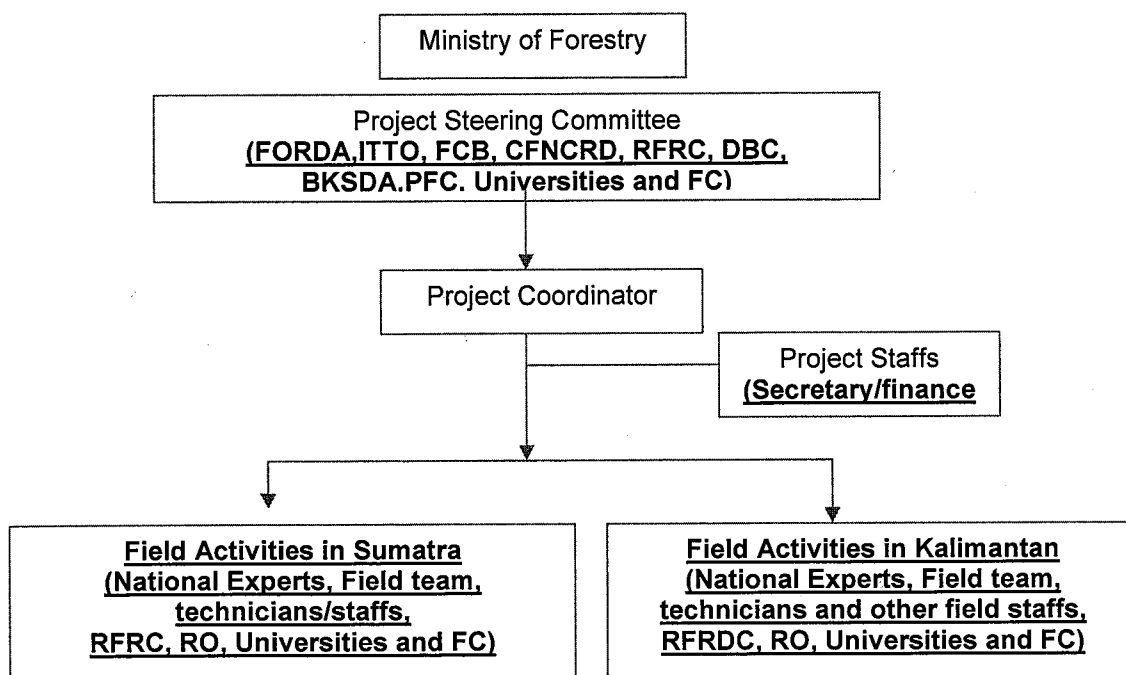 Ministry of Forestry
Project Steering Committee
(FORDA,ITTO, FCB, CFNCRD, RFRC, DBC,
BKSDA.PFC. Universities and FC)
Project Coordinator
Project Staffs
(Secretary/finance
Field Activities in Sumatra
(National Experts, Field team,
technicians/staffs,
RFRC, RO, Universities and FC)
Field Activities in Kalimantan
(National Experts, Field team,
technicians and other field staffs,
RFRDC, RO, Universities and FC)